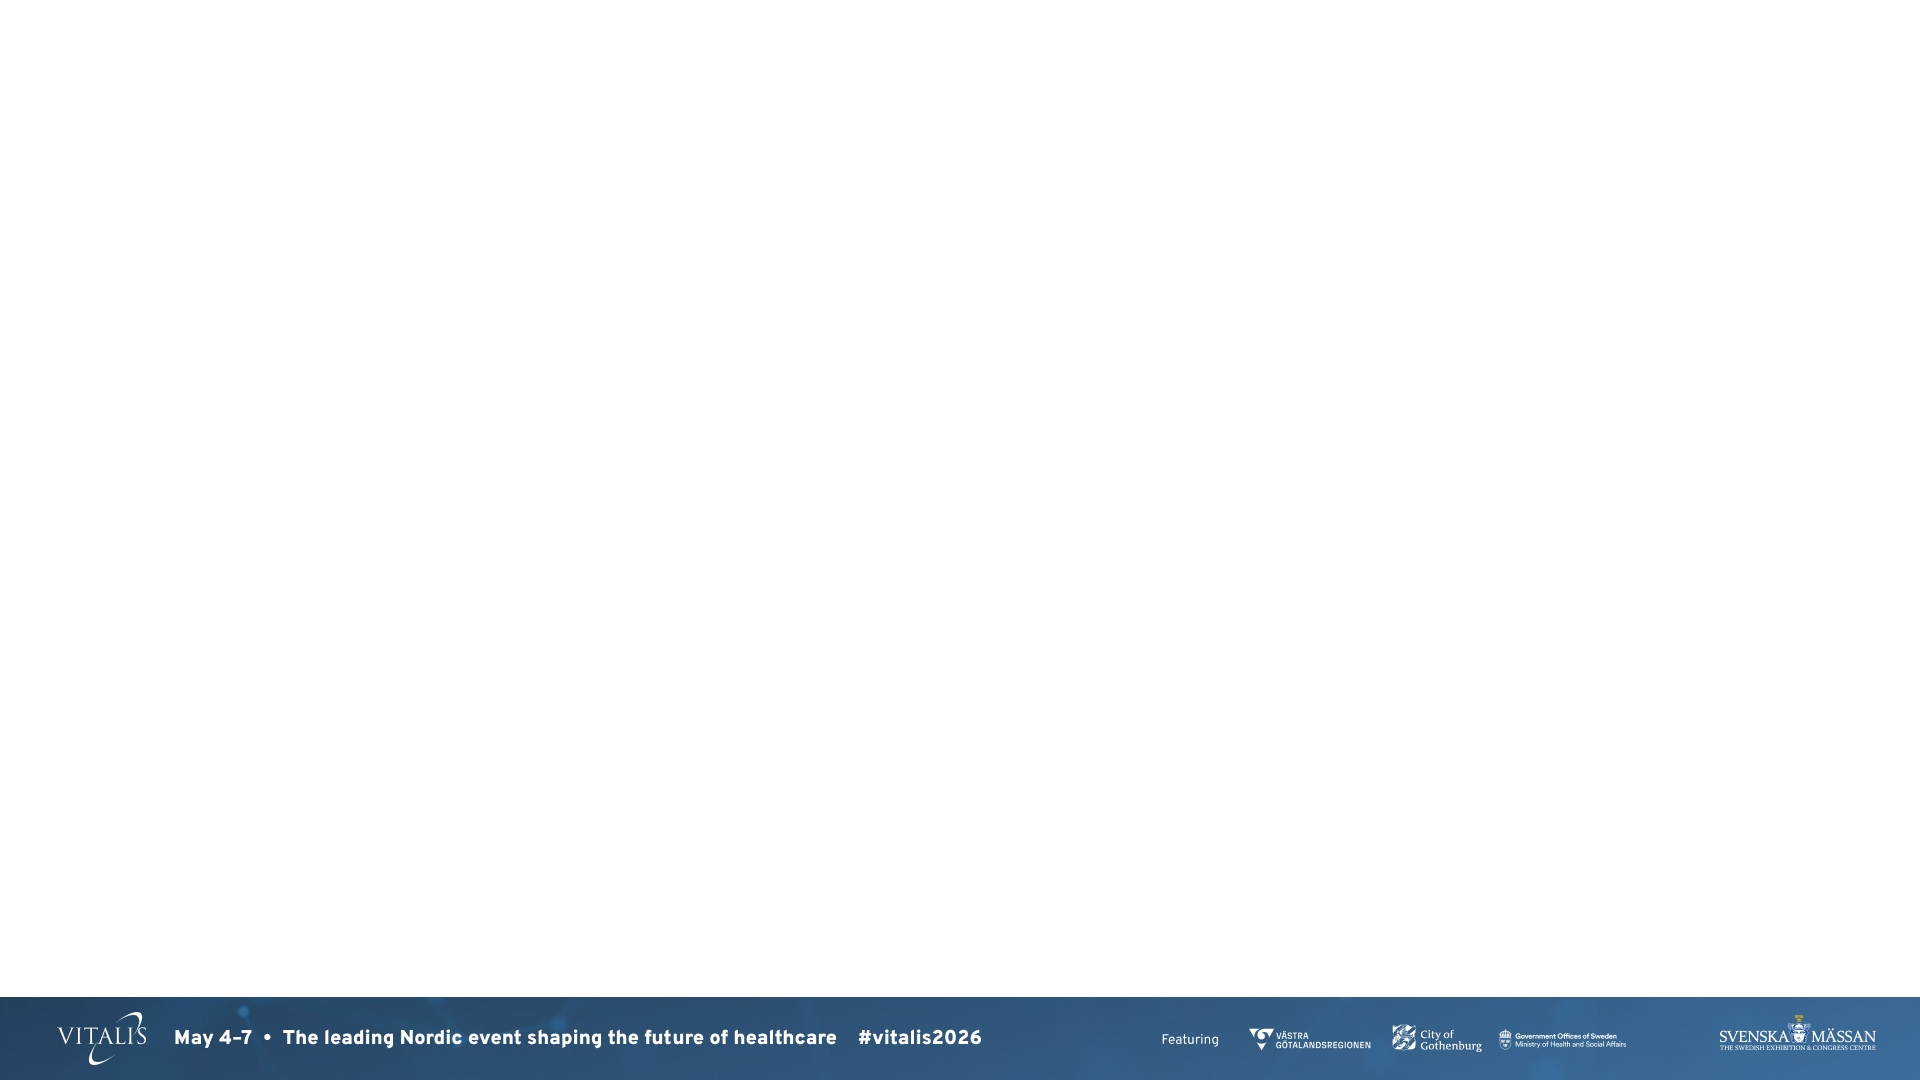 VITALIS
May 4–7 • The leading Nordic event shaping the future of healthcare #vitalis2026
Featuring
VÄSTRA
GÖTALANDSREGIONEN
City of
Gothenburg
Government Offices of Sweden
Ministry of Health and Social Affairs
SVENSKA MÄSSAN
THE SWEDISH EXHIBITION & CONGRESS CENTRE